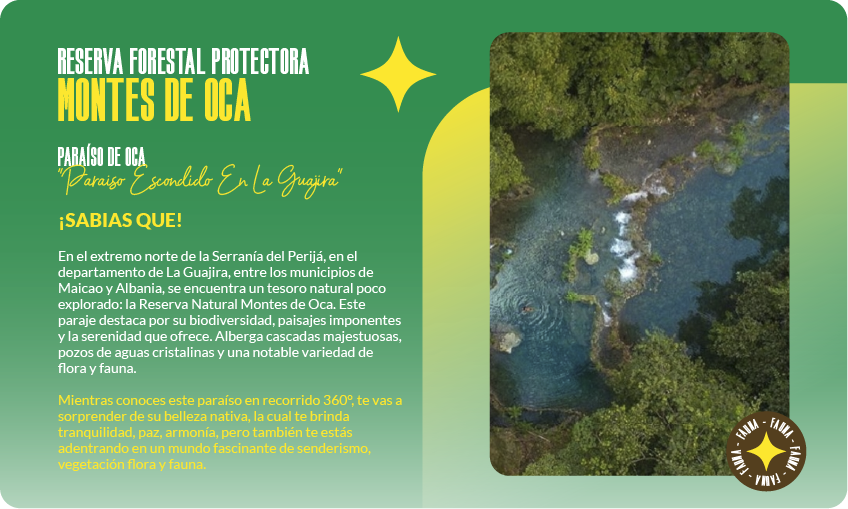 RESERVA FORESTAL PROTECTORA
MONTES DE OCA
PARAÍSO DE OCA
"Paraiso Escondido En La Guajira"
¡SABIAS QUE!
En el extremo norte de la Serranía del Perijá, en el
departamento de La Guajira, entre los municipios de
Maicao y Albania, se encuentra un tesoro natural poco
explorado: la Reserva Natural Montes de Oca. Este
paraje destaca por su biodiversidad, paisajes imponentes
y la serenidad que ofrece. Alberga cascadas majestuosas,
pozos de aguas cristalinas y una notable variedad de
flora y fauna.
Mientras conoces este paraíso en recorrido 360°, te vas a
sorprender de su belleza nativa, la cual te brinda
tranquilidad, paz, armonía, pero también te estás
adentrando en un mundo fascinante de senderismo,
vegetación flora y fauna.
FAUNA - FAUNA - FAUNA - FAUNA - FAUNA -